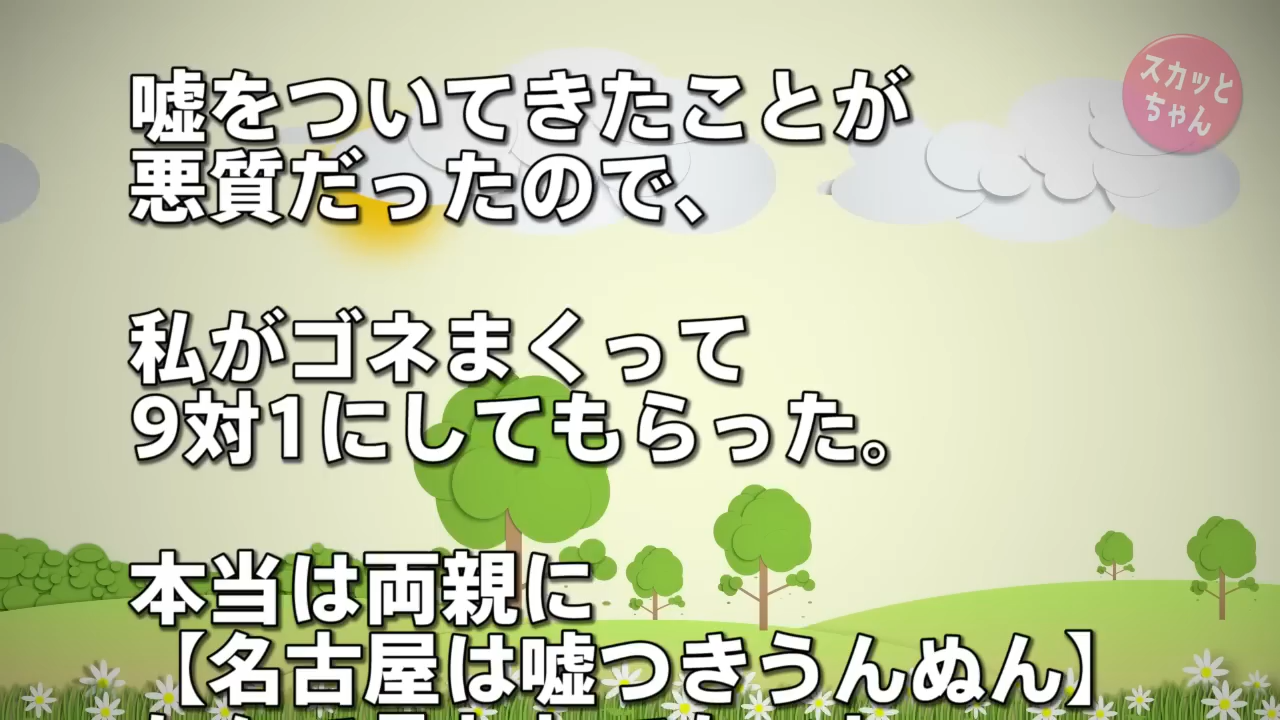 スカッと
ちゃん
嘘をついてきたことが
悪質だったので、
私がゴネまくって
9対1にしてもらった。
本当は両親に
【名古屋は嘘つきうんぬん】